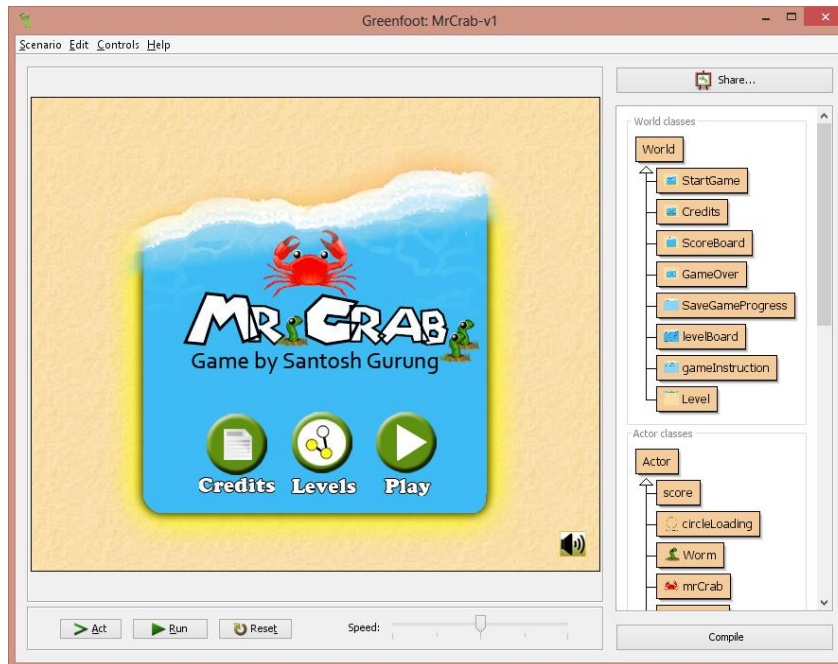 Greenfoot: MrCrab-v1
Scenario Edit Controls Help
MR. CRAB
Game by Santosh Gurung
Credits Levels Play
Act Run Reset Speed:
Share...
World classes
World
StartGame
Credits
ScoreBoard
GameOver
SaveGameProgress
levelBoard
gameInstruction
Level
Actor classes
Actor
score
circleLoading
Worm
mrCrab
Compile